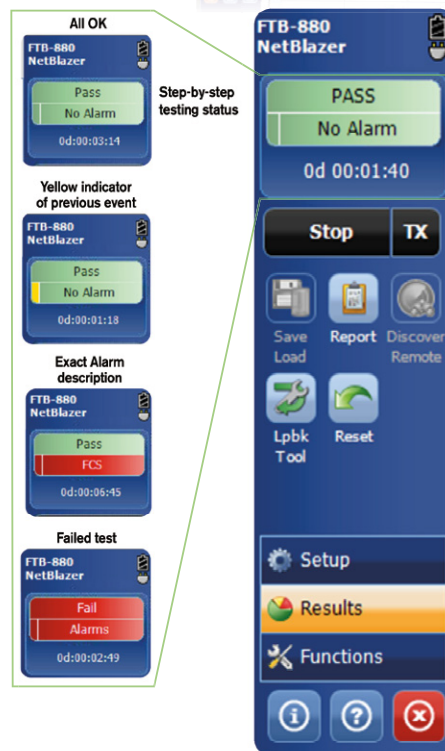 All OK
FTB-880
NetBlazer
Pass
No Alarm
0d:00:03:14
Step-by-step
testing status
Yellow indicator
of previous event
FTB-880
NetBlazer
Pass
No Alarm
0d:00:01:18
Exact Alarm
description
FTB-880
NetBlazer
Pass
FCS
0d:00:06:45
Failed test
FTB-880
NetBlazer
Fail
Alarms
0d:00:02:49
FTB-880
NetBlazer
PASS
No Alarm
0d 00:01:40
Stop
TX
Save
Load
Report
Discover
Remote
Lpbk
Tool
Reset
Setup
Results
Functions